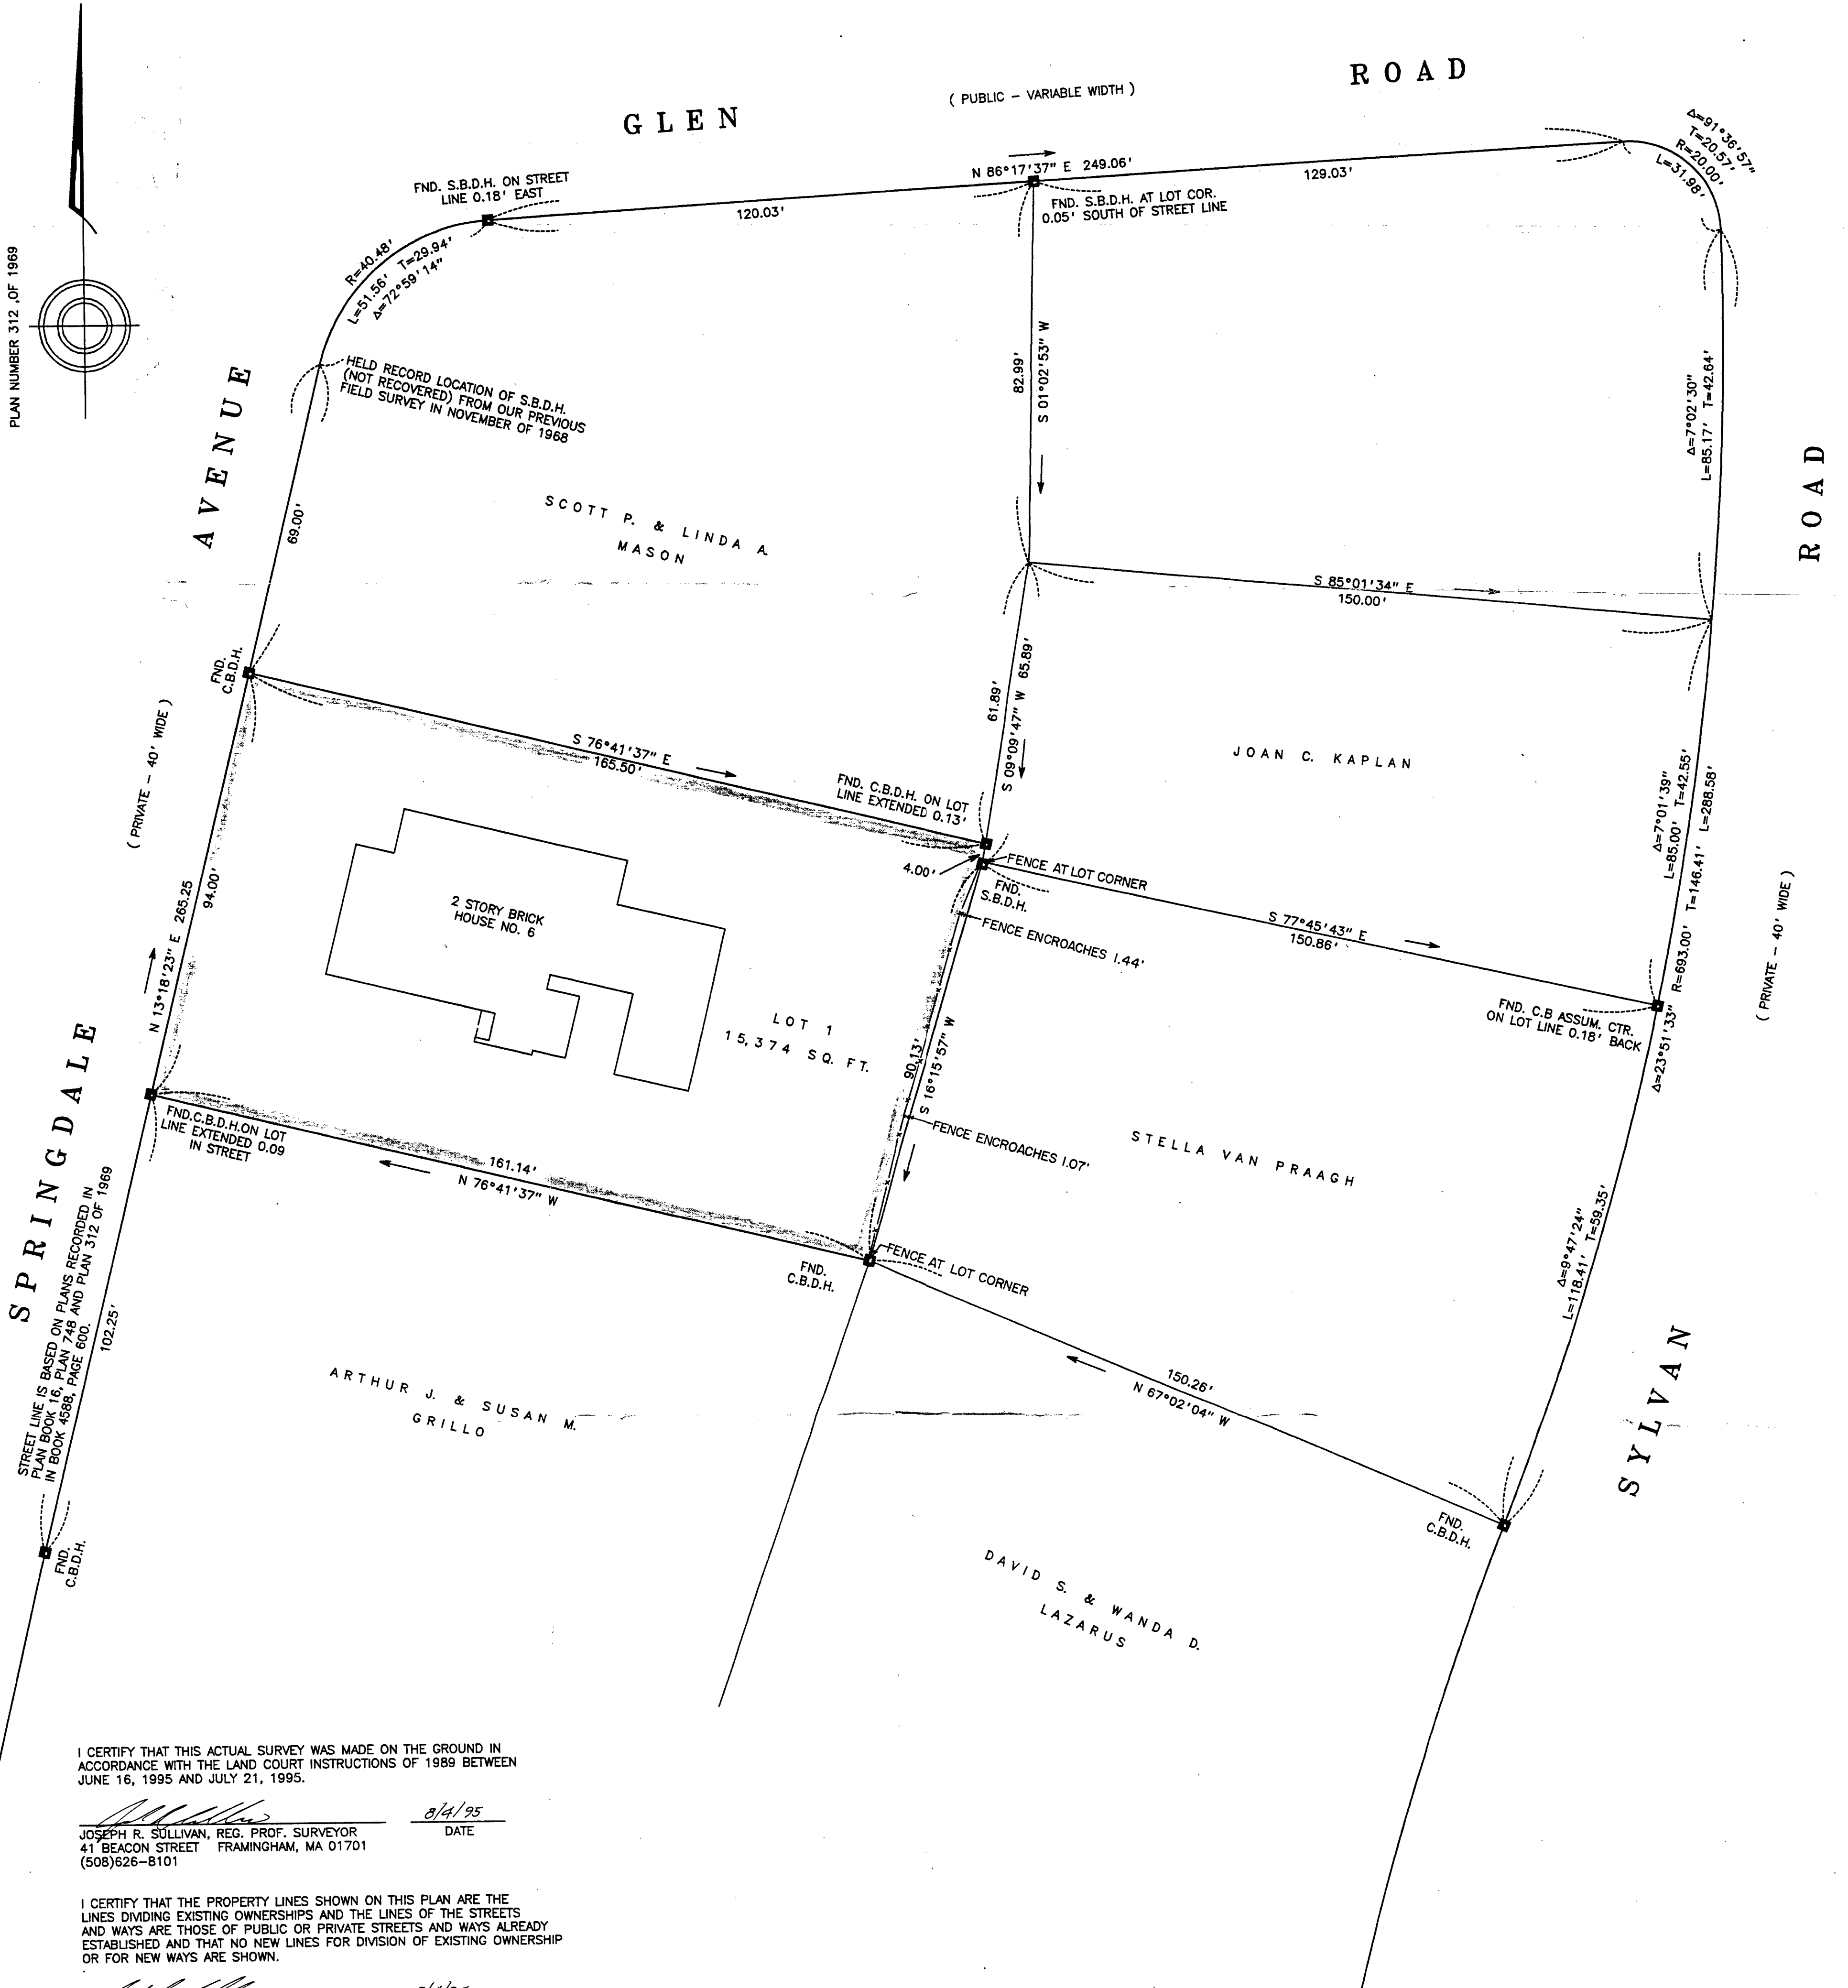 PLAN NUMBER 312 ,OF 1969
GLEN ROAD
( PUBLIC – VARIABLE WIDTH )
N 86°17'37" E 249.06'
120.03'
129.03'
FND. S.B.D.H. ON STREET
LINE 0.18' EAST
FND. S.B.D.H. AT LOT COR.
0.05' SOUTH OF STREET LINE
Δ=91°36'57"
T=20.57'
R=20.00'
L=31.98'
R=40.48'
L=51.56' T=29.94'
Δ=72°59'14"
HELD RECORD LOCATION OF S.B.D.H.
(NOT RECOVERED) FROM OUR PREVIOUS
FIELD SURVEY IN NOVEMBER OF 1968
82.99'
S 01°02'53" W
Δ=7°02'30"
L=85.17' T=42.64'
SPRINGDALE AVENUE
( PRIVATE – 40' WIDE )
69.00'
SCOTT P. & LINDA A.
MASON
S 85°01'34" E
150.00'
SYLVAN ROAD
( PRIVATE – 40' WIDE )
FND.
C.B.D.H.
61.89'
S 09°09'47" W 65.89'
S 76°41'37" E
165.50'
JOAN C. KAPLAN
Δ=7°01'39"
L=85.00' T=42.55'
R=693.00' T=146.41' L=288.58'
Δ=23°51'33"
FND. C.B.D.H. ON LOT
LINE EXTENDED 0.13'
4.00'
FENCE AT LOT CORNER
FND.
S.B.D.H.
FENCE ENCROACHES 1.44'
S 77°45'43" E
150.86'
FND. C.B ASSUM. CTR.
ON LOT LINE 0.18' BACK
N 13°18'23" E 265.25
94.00'
2 STORY BRICK
HOUSE NO. 6
LOT 1
15,374 SQ. FT.
90.13'
S 16°15'57" W
FENCE ENCROACHES 1.07'
STELLA VAN PRAAGH
FND.C.B.D.H.ON LOT
LINE EXTENDED 0.09
IN STREET
161.14'
N 76°41'37" W
Δ=9°47'24"
L=118.41' T=59.35'
FND.
C.B.D.H.
FENCE AT LOT CORNER
STREET LINE IS BASED ON PLANS RECORDED IN
PLAN BOOK 16, PLAN 748 AND PLAN 312 OF 1969
IN BOOK 4588, PAGE 600.
102.25'
ARTHUR J. & SUSAN M.
GRILLO
150.26'
N 67°02'04" W
FND.
C.B.D.H.
FND.
C.B.D.H.
DAVID S. & WANDA D.
LAZARUS
I CERTIFY THAT THIS ACTUAL SURVEY WAS MADE ON THE GROUND IN
ACCORDANCE WITH THE LAND COURT INSTRUCTIONS OF 1989 BETWEEN
JUNE 16, 1995 AND JULY 21, 1995.
8/4/95
JOSEPH R. SULLIVAN, REG. PROF. SURVEYOR DATE
41 BEACON STREET FRAMINGHAM, MA 01701
(508)626–8101
I CERTIFY THAT THE PROPERTY LINES SHOWN ON THIS PLAN ARE THE
LINES DIVIDING EXISTING OWNERSHIPS AND THE LINES OF THE STREETS
AND WAYS ARE THOSE OF PUBLIC OR PRIVATE STREETS AND WAYS ALREADY
ESTABLISHED AND THAT NO NEW LINES FOR DIVISION OF EXISTING OWNERSHIP
OR FOR NEW WAYS ARE SHOWN.